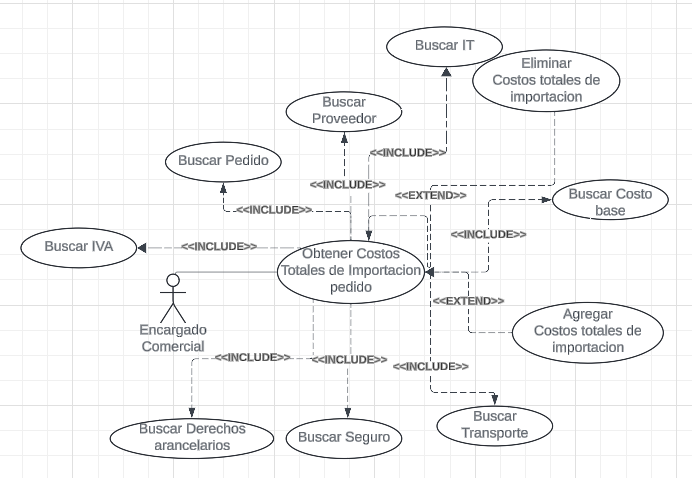 Buscar IT
Eliminar
Costos totales de
importacion
Buscar
Proveedor
<<INCLUDE>>
Buscar Pedido
<<INCLUDE>>
<<EXTEND>>
Buscar Costo
base
<<INCLUDE>>
<<INCLUDE>>
Buscar IVA
<<INCLUDE>>
Obtener Costos
Totales de Importacion
pedido
<<EXTEND>>
Agregar
Costos totales de
importacion
Encargado
Comercial
<<INCLUDE>>
<<INCLUDE>>
<<INCLUDE>>
Buscar Derechos
arancelarios
Buscar Seguro
Buscar
Transporte